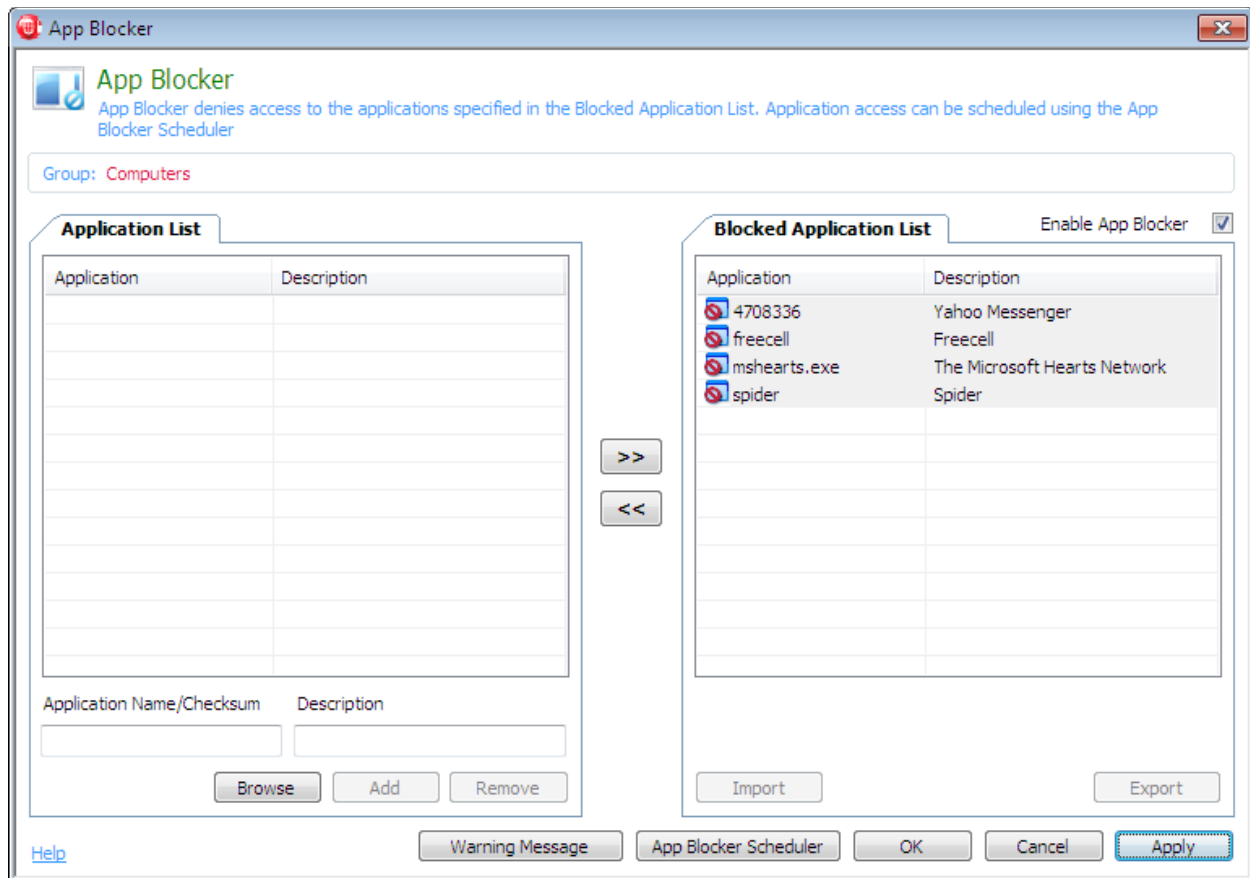 App Blocker
App Blocker
App Blocker denies access to the applications specified in the Blocked Application List. Application access can be scheduled using the App
Blocker Scheduler
Group: Computers
Application List
Application Description
Application Name/Checksum Description
Browse Add Remove
>>
<<
Blocked Application List Enable App Blocker
Application Description
4708336 Yahoo Messenger
freecell Freecell
mshearts.exe The Microsoft Hearts Network
spider Spider
Import Export
Help Warning Message App Blocker Scheduler OK Cancel Apply